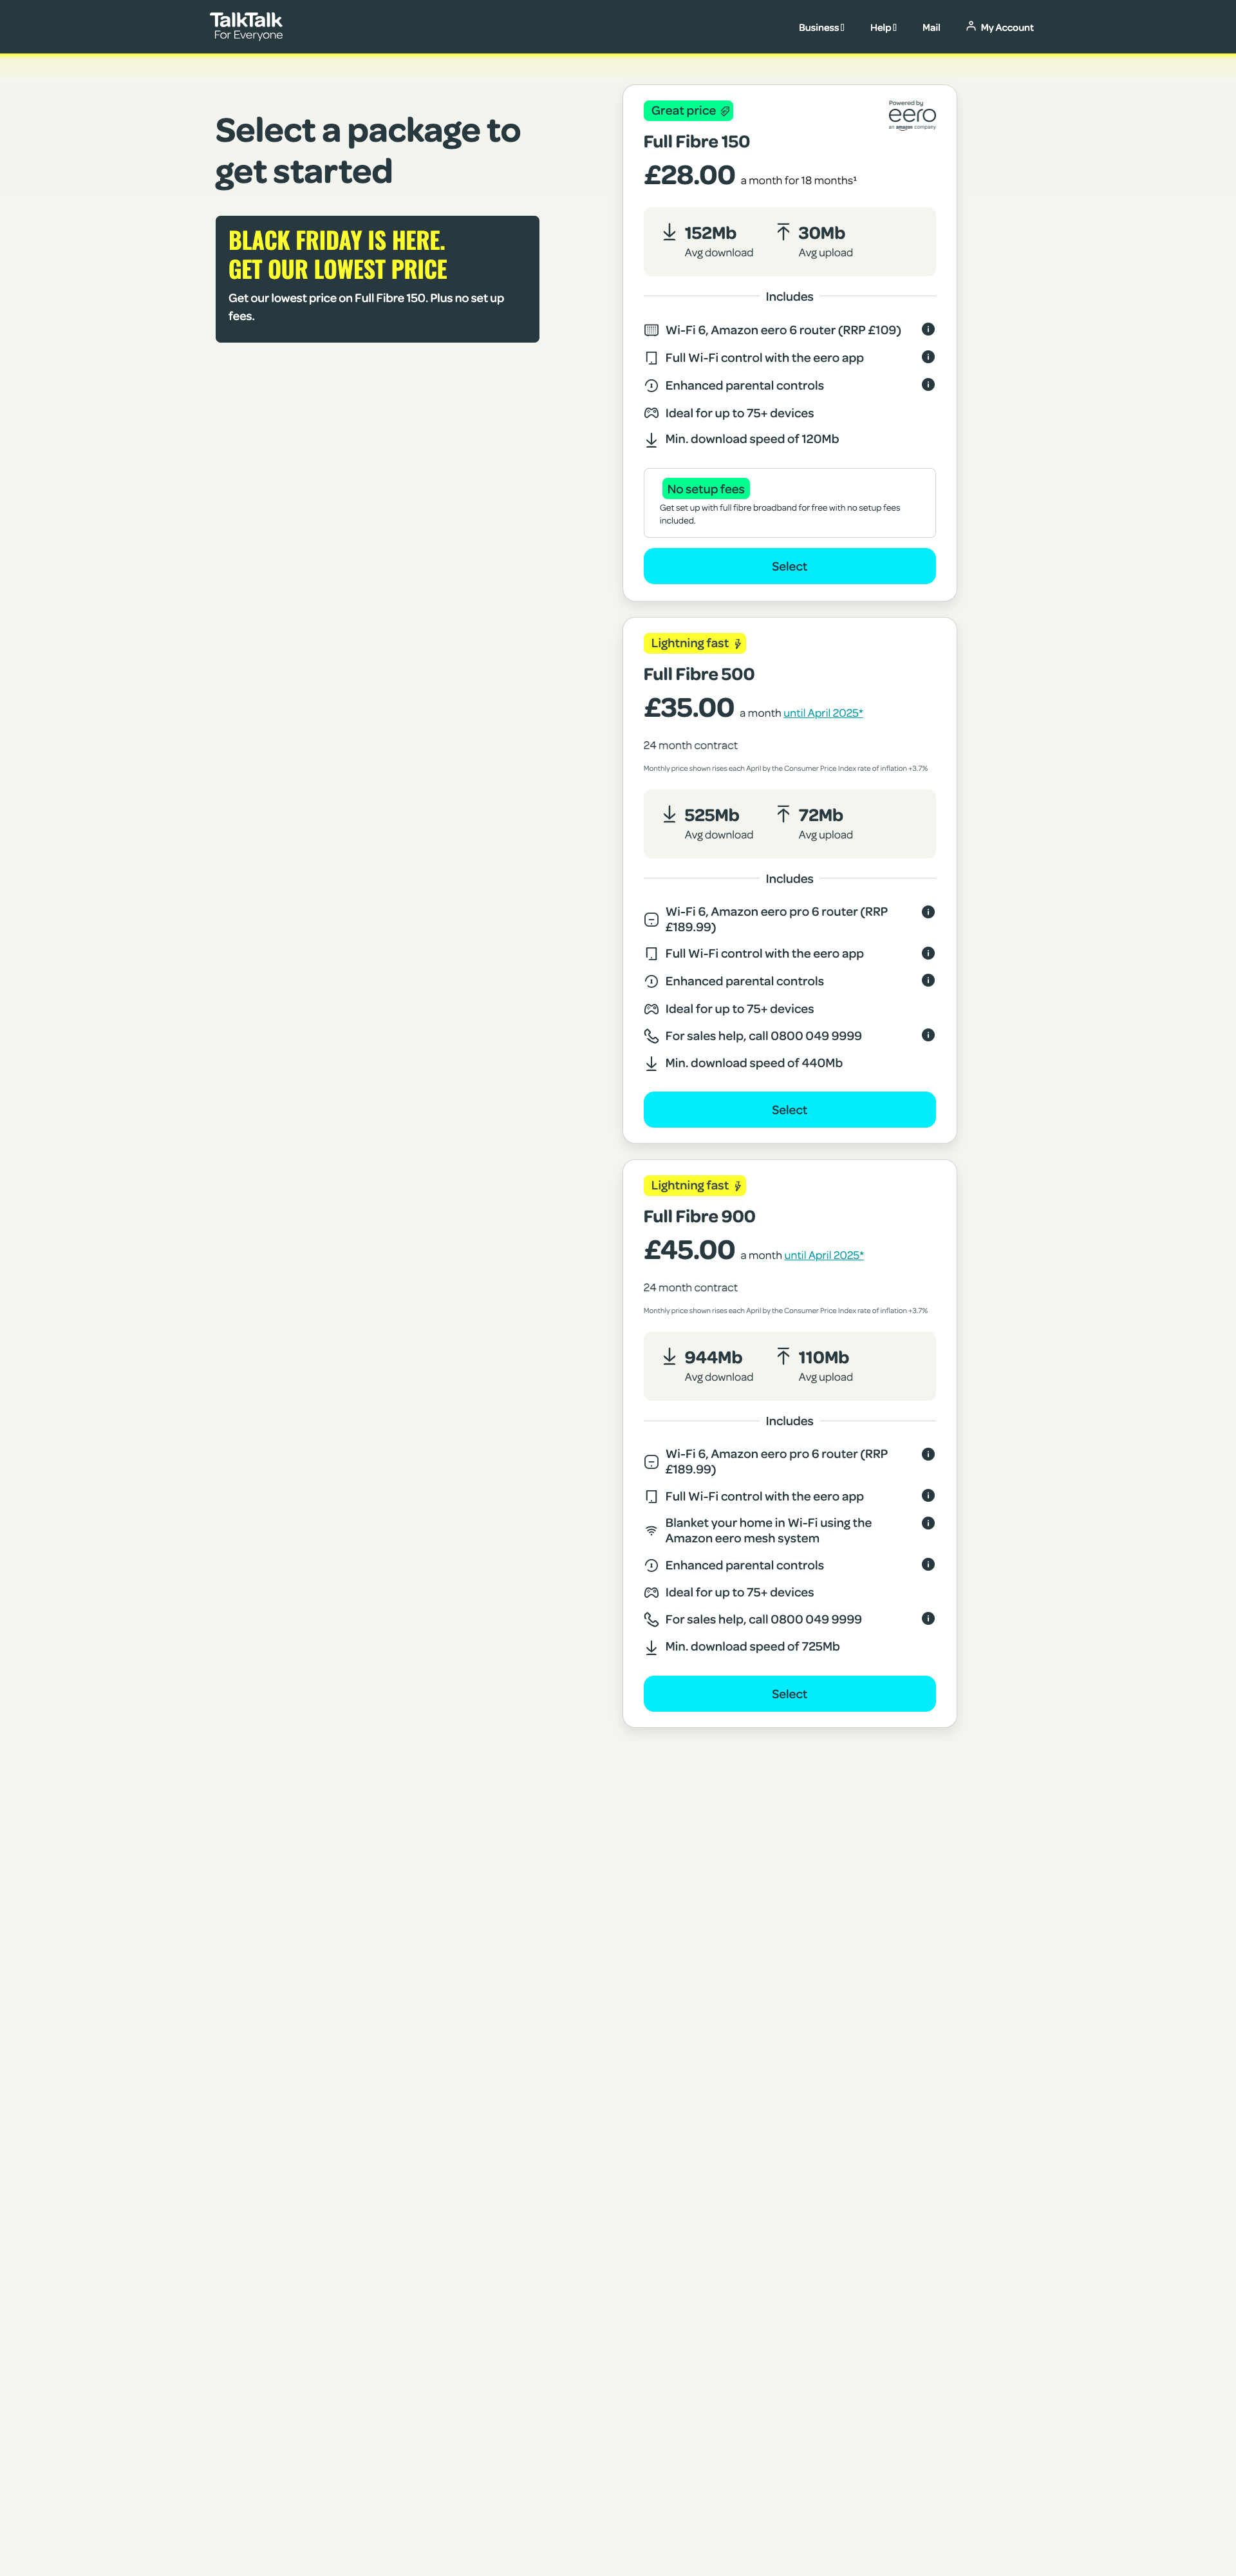 TalkTalk
For Everyone
Business
Help
Mail
My Account
Select a package to
get started
BLACK FRIDAY IS HERE.
GET OUR LOWEST PRICE
Get our lowest price on Full Fibre 150. Plus no set up
fees.
Great price
Powered by
eero
an amazon company
Full Fibre 150
£28.00 a month for 18 months¹
152Mb
Avg download
30Mb
Avg upload
Includes
Wi-Fi 6, Amazon eero 6 router (RRP £109)
Full Wi-Fi control with the eero app
Enhanced parental controls
Ideal for up to 75+ devices
Min. download speed of 120Mb
No setup fees
Get set up with full fibre broadband for free with no setup fees
included.
Select
Lightning fast
Full Fibre 500
£35.00 a month until April 2025*
24 month contract
Monthly price shown rises each April by the Consumer Price Index rate of inflation +3.7%
525Mb
Avg download
72Mb
Avg upload
Includes
Wi-Fi 6, Amazon eero pro 6 router (RRP
£189.99)
Full Wi-Fi control with the eero app
Enhanced parental controls
Ideal for up to 75+ devices
For sales help, call 0800 049 9999
Min. download speed of 440Mb
Select
Lightning fast
Full Fibre 900
£45.00 a month until April 2025*
24 month contract
Monthly price shown rises each April by the Consumer Price Index rate of inflation +3.7%
944Mb
Avg download
110Mb
Avg upload
Includes
Wi-Fi 6, Amazon eero pro 6 router (RRP
£189.99)
Full Wi-Fi control with the eero app
Blanket your home in Wi-Fi using the
Amazon eero mesh system
Enhanced parental controls
Ideal for up to 75+ devices
For sales help, call 0800 049 9999
Min. download speed of 725Mb
Select